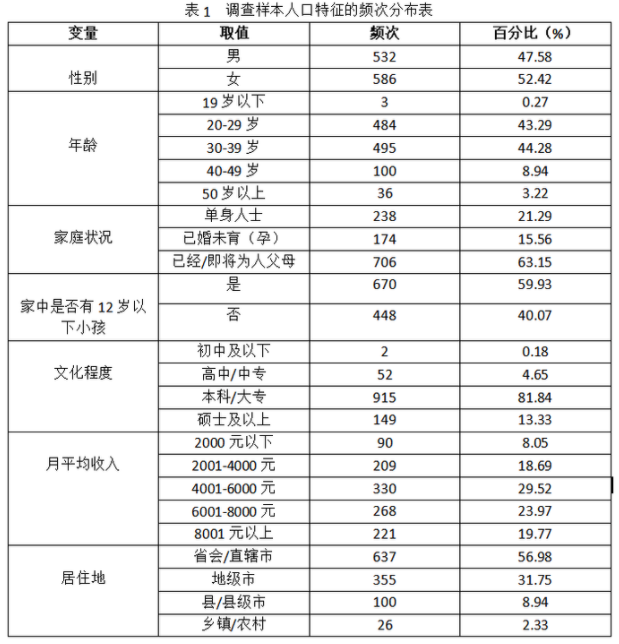 表 1 调查样本人口特征的频次分布表
变量 取值 频次 百分比（%）
性别 男 532 47.58
女 586 52.42
年龄 19 岁以下 3 0.27
20-29 岁 484 43.29
30-39 岁 495 44.28
40-49 岁 100 8.94
50 岁以上 36 3.22
家庭状况 单身人士 238 21.29
已婚未育（孕） 174 15.56
已经/即将为人父母 706 63.15
家中是否有 12 岁以 是 670 59.93
下小孩 否 448 40.07
文化程度 初中及以下 2 0.18
高中/中专 52 4.65
本科/大专 915 81.84
硕士及以上 149 13.33
月平均收入 2000 元以下 90 8.05
2001-4000 元 209 18.69
4001-6000 元 330 29.52
6001-8000 元 268 23.97
8001 元以上 221 19.77
居住地 省会/直辖市 637 56.98
地级市 355 31.75
县/县级市 100 8.94
乡镇/农村 26 2.33